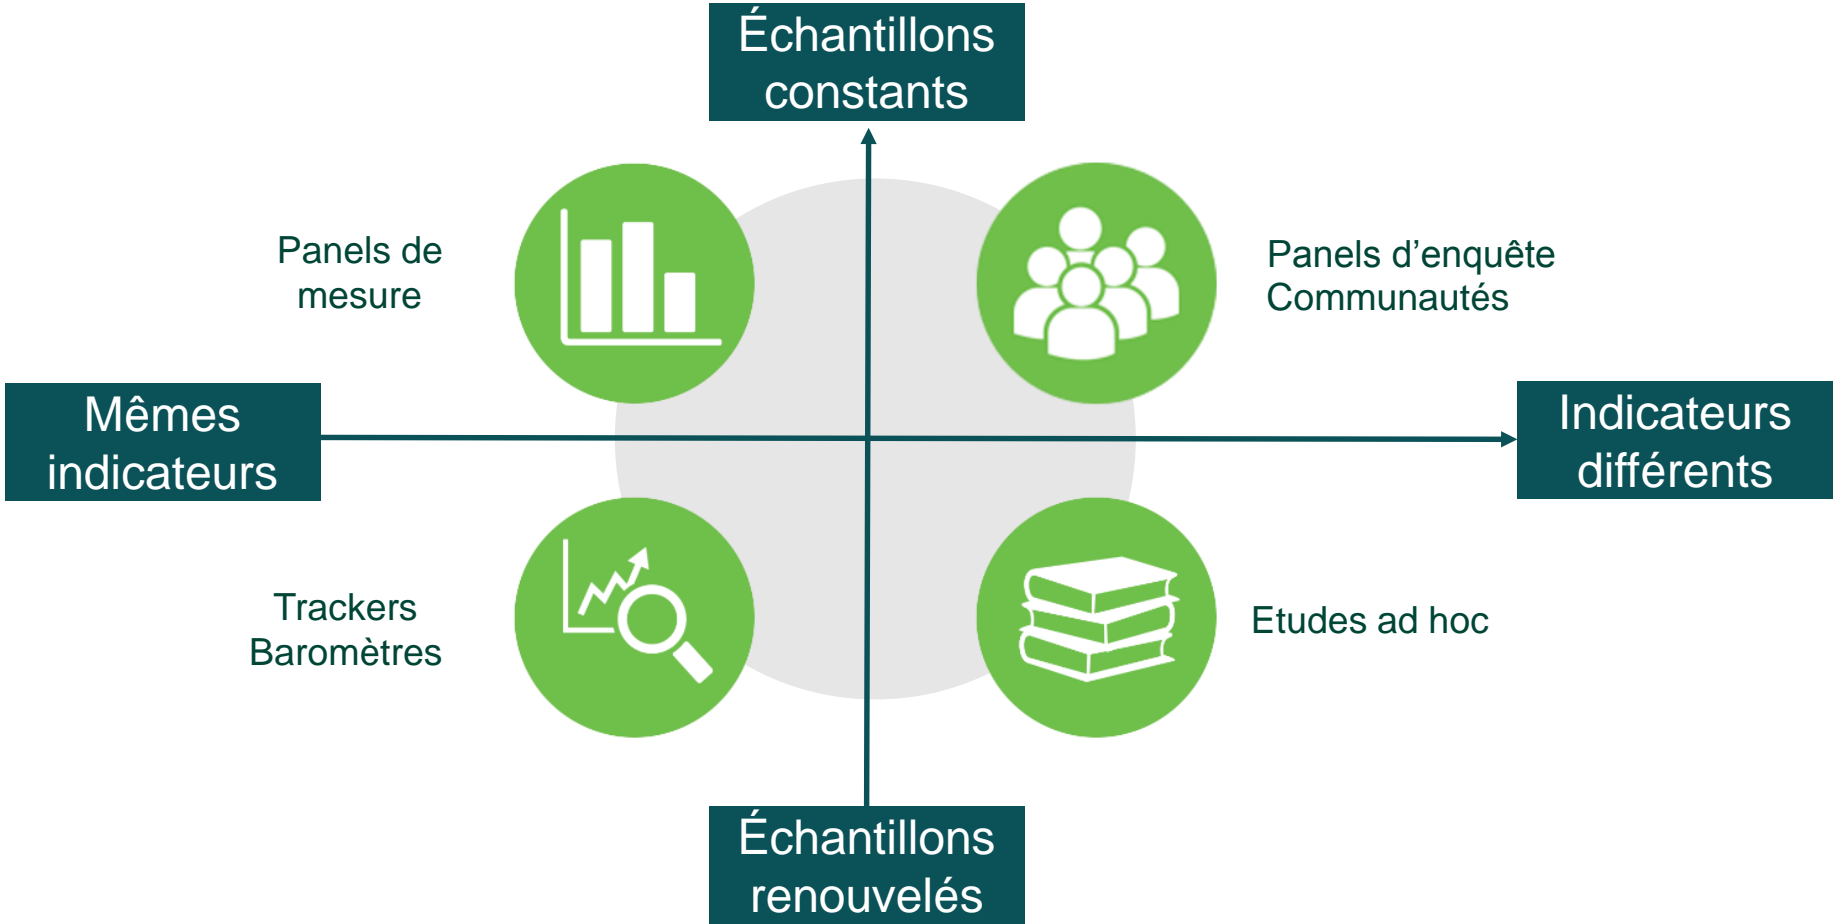 Échantillons
constants
Panels de
mesure
Panels d’enquête
Communautés
Mêmes
indicateurs
Indicateurs
différents
Trackers
Baromètres
Etudes ad hoc
Échantillons
renouvelés